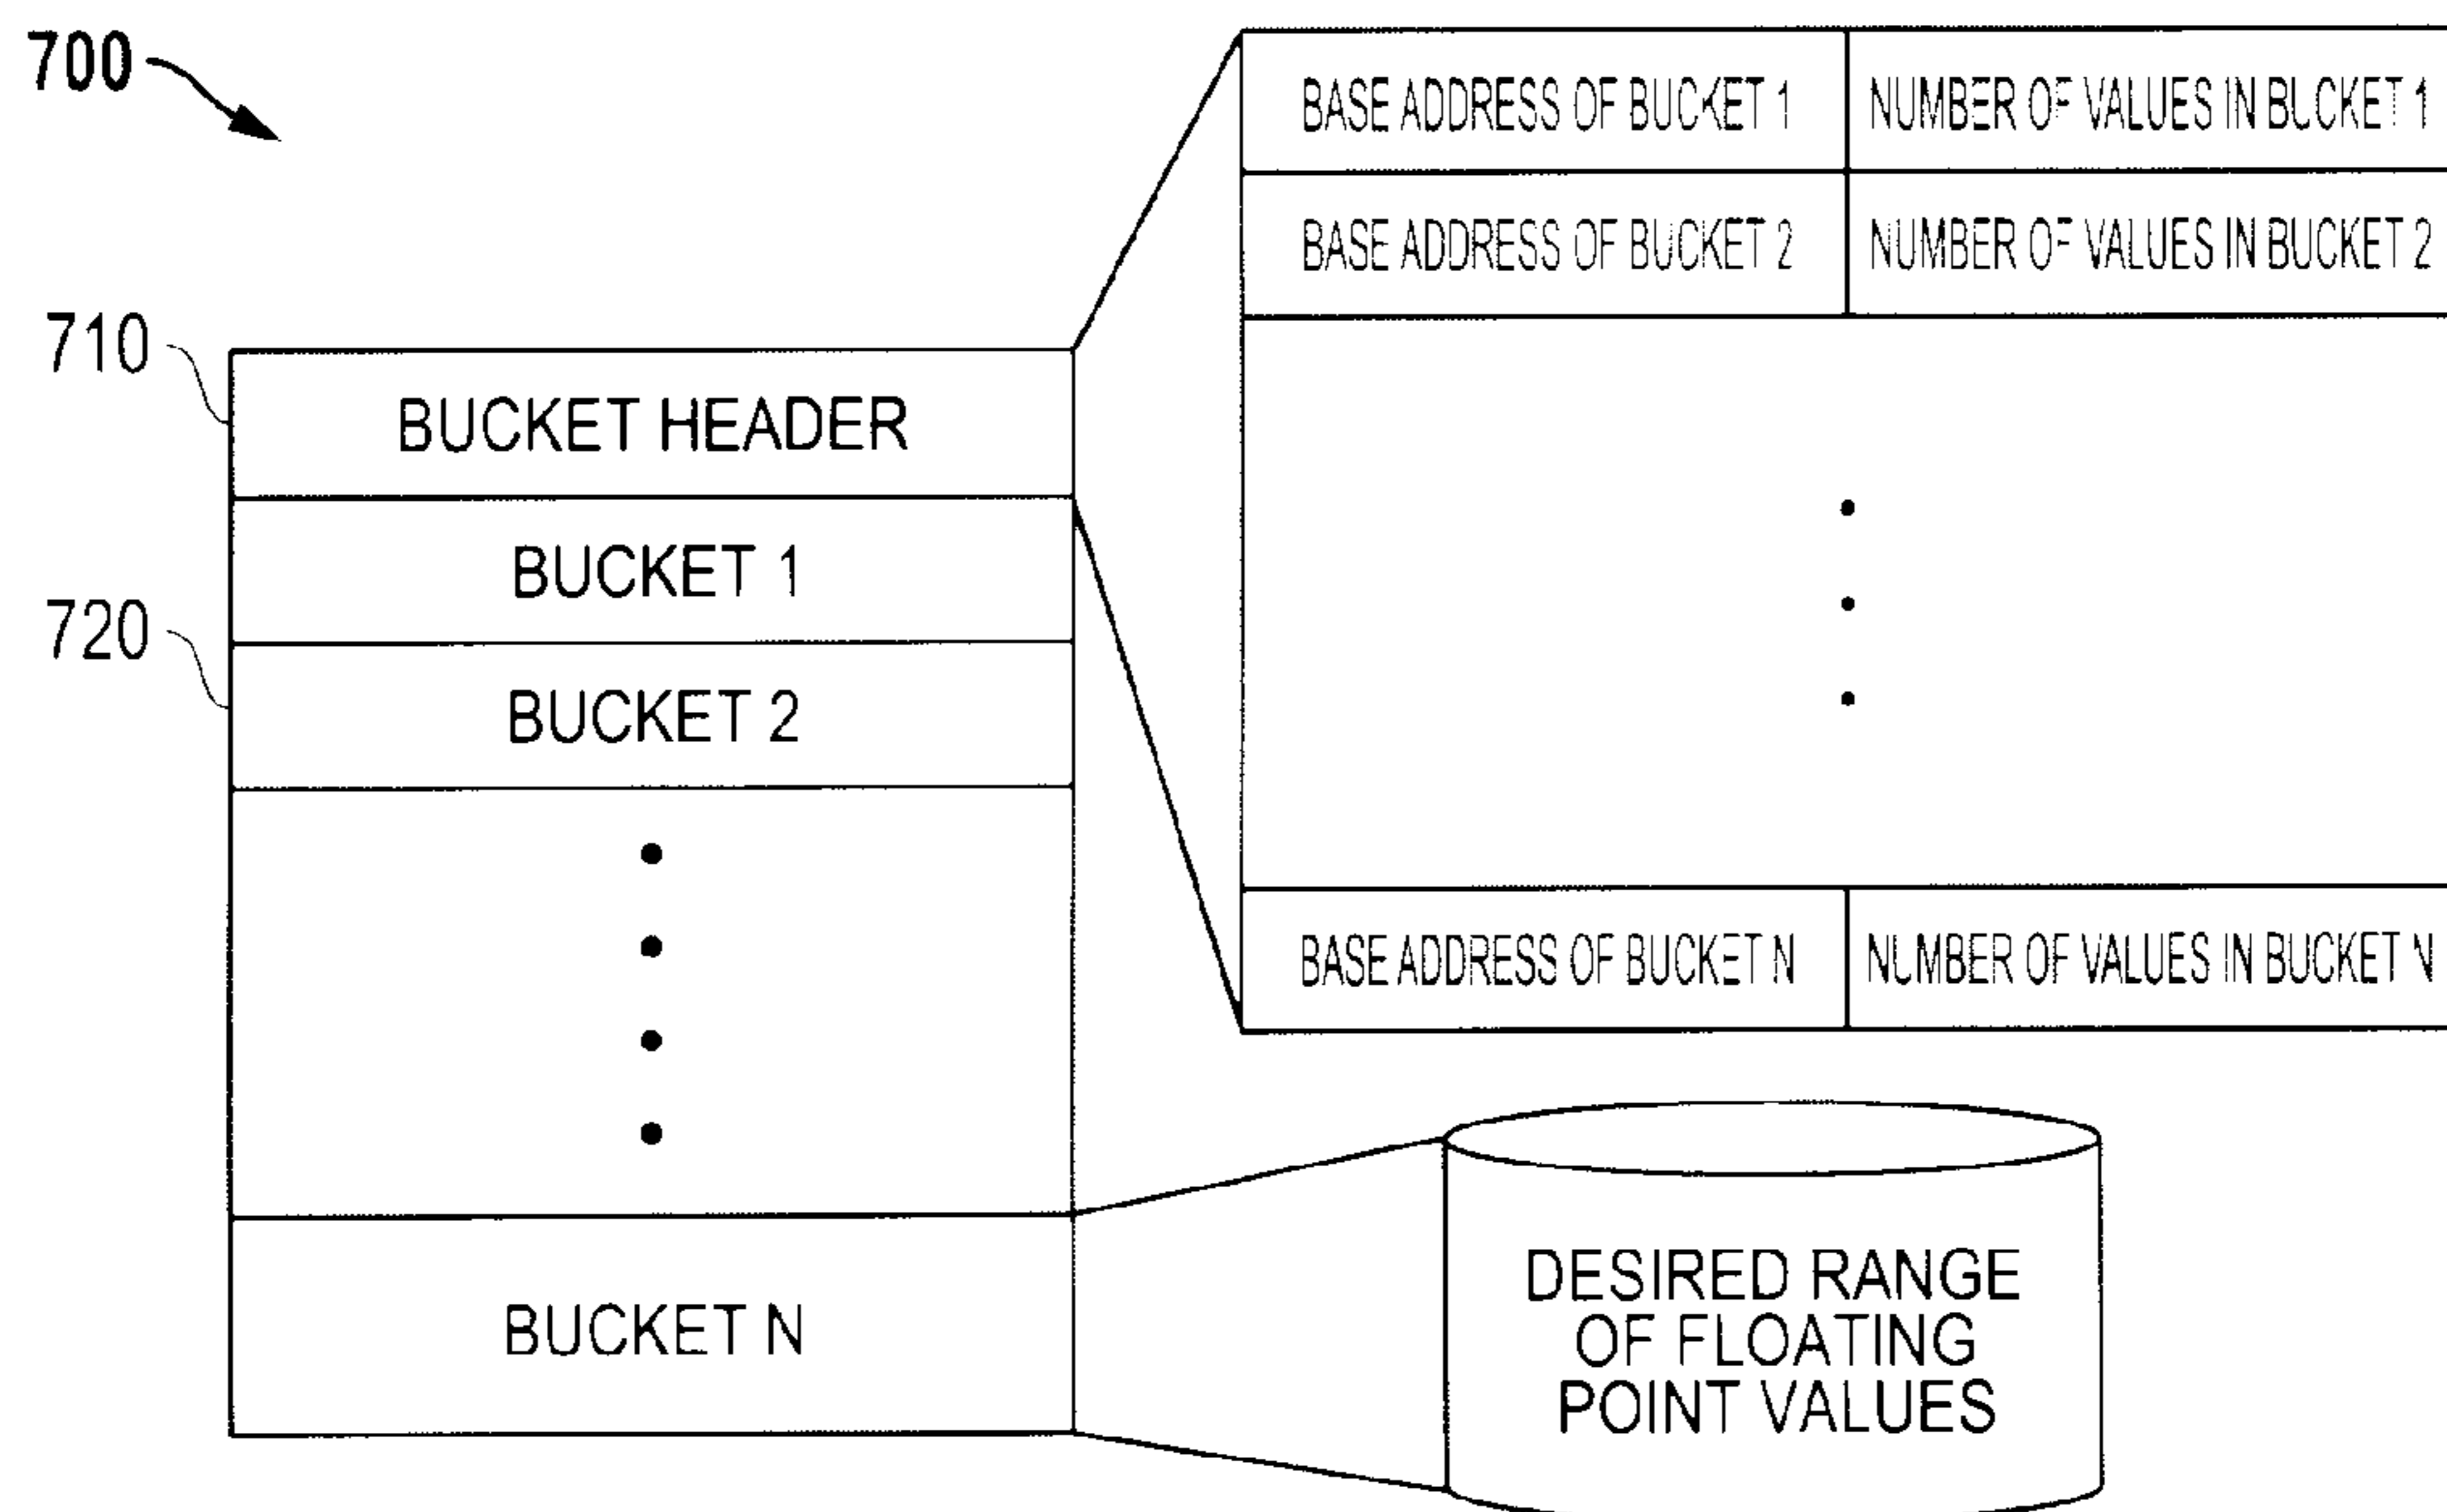 700
BASE ADDRESS OF BUCKET 1 NUMBER OF VALUES IN BUCKET 1
BASE ADDRESS OF BUCKET 2 NUMBER OF VALUES IN BUCKET 2
710
BUCKET HEADER
BUCKET 1
720
BUCKET 2
BASE ADDRESS OF BUCKET N NUMBER OF VALUES IN BUCKET N
BUCKET N
DESIRED RANGE
OF FLOATING
POINT VALUES